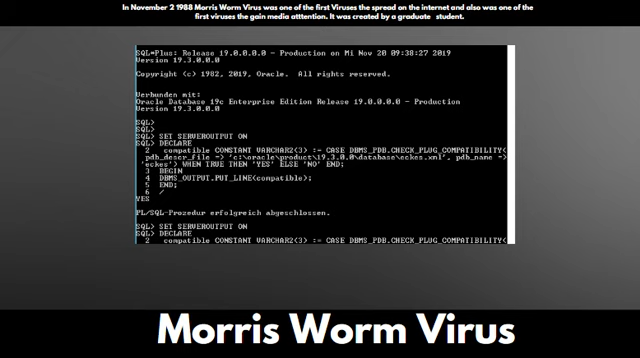 In November 2 1988 Morris Worm Virus was one of the first Viruses the spread on the internet and also was one of the
first viruses the gain media atttention. It was created by a graduate student.
SQL*Plus: Release 19.0.0.0.0 - Production on Mi Nov 20 09:38:27 2019
Version 19.3.0.0.0
Copyright (c) 1982, 2019, Oracle. All rights reserved.
Verbunden mit:
Oracle Database 19c Enterprise Edition Release 19.0.0.0.0 - Production
Version 19.3.0.0.0
SQL>
SQL>
SQL> SET SERVEROUTPUT ON
SQL> DECLARE
2 compatible CONSTANT VARCHAR2(3) := CASE DBMS_PDB.CHECK_PLUG_COMPATIBILITY(
pdb_descr_file => 'c:\oracle\product\19.3.0.0\database\eckes.xml', pdb_name =>
'eckes') WHEN TRUE THEN 'YES' ELSE 'NO' END;
3 BEGIN
4 DBMS_OUTPUT.PUT_LINE(compatible);
5 END;
6 /
YES
PL/SQL-Prozedur erfolgreich abgeschlossen.
SQL> SET SERVEROUTPUT ON
SQL> DECLARE
2 compatible CONSTANT VARCHAR2(3) := CASE DBMS_PDB.CHECK_PLUG_COMPATIBILITY(
Morris Worm Virus